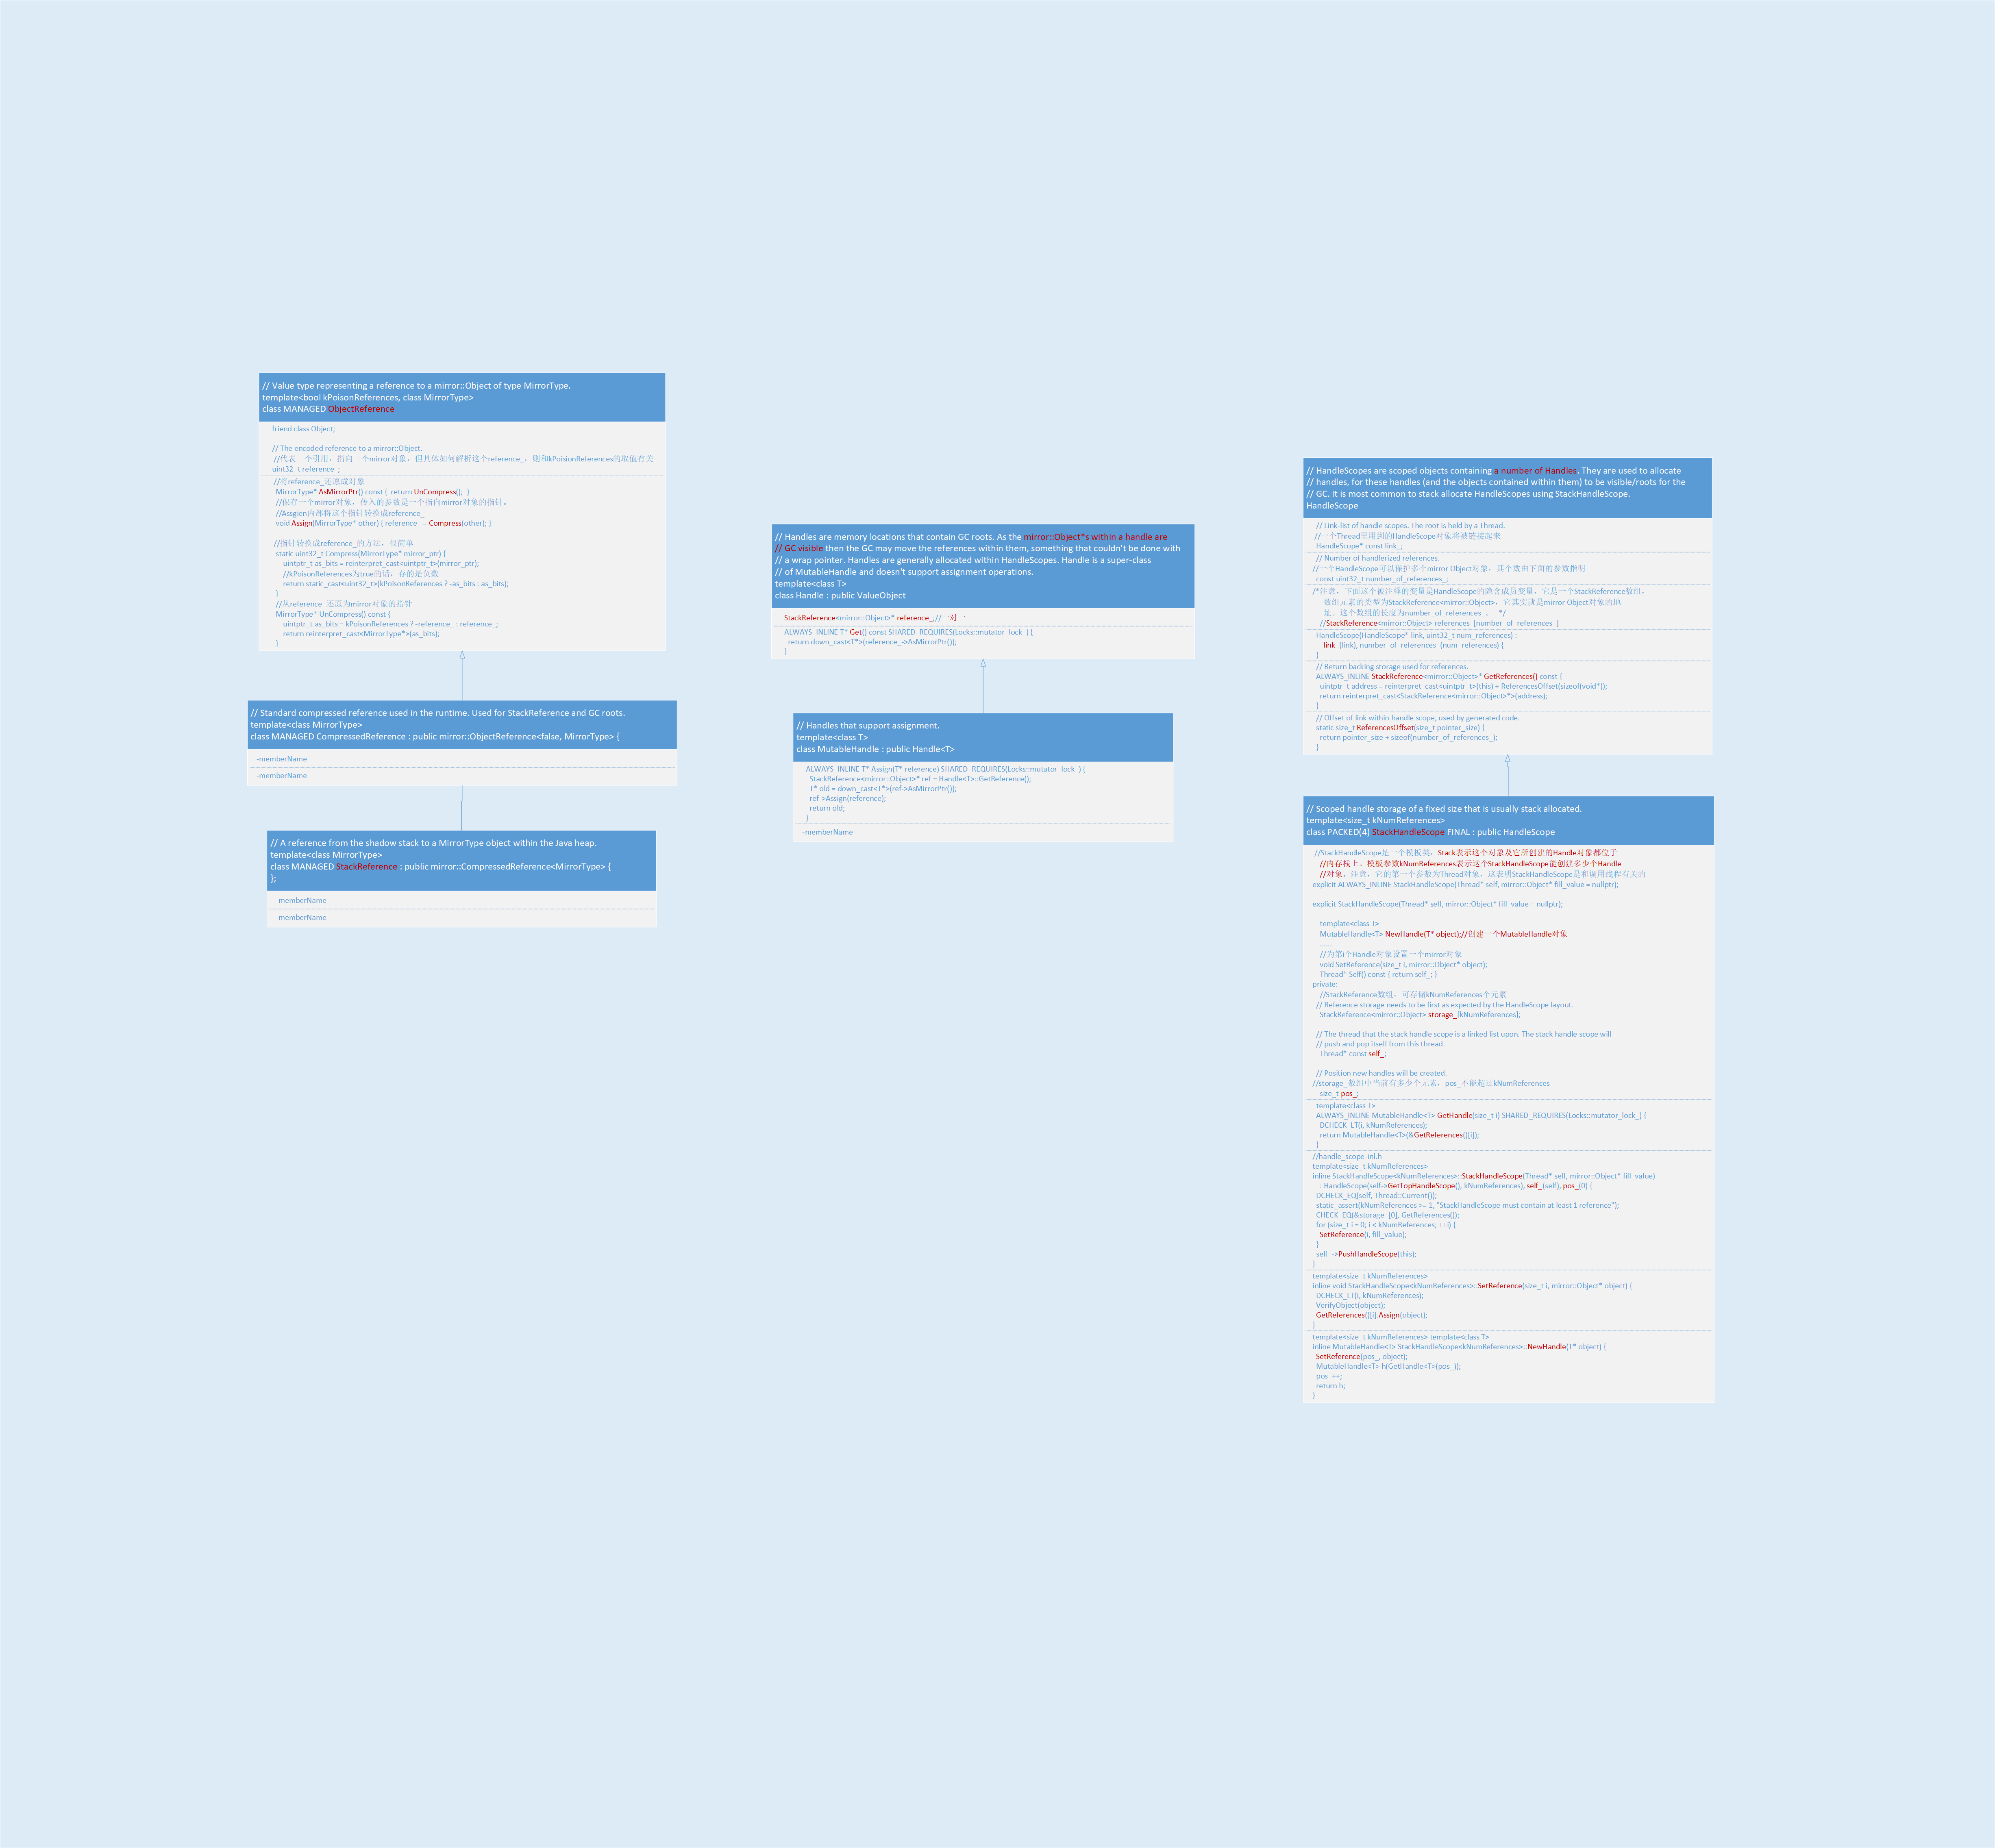 // Value type representing a reference to a mirror::Object of type MirrorType.
template<bool kPoisonReferences, class MirrorType>
class MANAGED ObjectReference
friend class Object;
// The encoded reference to a mirror::Object.
//代表一个引用，指向一个mirror对象，但具体如何解析这个reference_，则和kPoisionReferences的取值有关
uint32_t reference_;
//将reference_还原成对象
MirrorType* AsMirrorPtr() const {  return UnCompress();  }
//保存一个mirror对象，传入的参数是一个指向mirror对象的指针，
//Assgien内部将这个指针转换成reference_
void Assign(MirrorType* other) { reference_ = Compress(other); }
//指针转换成reference_的方法，很简单
static uint32_t Compress(MirrorType* mirror_ptr) {
uintptr_t as_bits = reinterpret_cast<uintptr_t>(mirror_ptr);
//kPoisonReferences为true的话，存的是负数
return static_cast<uint32_t>(kPoisonReferences ? -as_bits : as_bits);
}
//从reference_还原为mirror对象的指针
MirrorType* UnCompress() const {
uintptr_t as_bits = kPoisonReferences ? -reference_ : reference_;
return reinterpret_cast<MirrorType*>(as_bits);
}
// Standard compressed reference used in the runtime. Used for StackReference and GC roots.
template<class MirrorType>
class MANAGED CompressedReference : public mirror::ObjectReference<false, MirrorType> {
-memberName
-memberName
// A reference from the shadow stack to a MirrorType object within the Java heap.
template<class MirrorType>
class MANAGED StackReference : public mirror::CompressedReference<MirrorType> {
};
-memberName
-memberName
// Handles are memory locations that contain GC roots. As the mirror::Object*s within a handle are
// GC visible then the GC may move the references within them, something that couldn't be done with
// a wrap pointer. Handles are generally allocated within HandleScopes. Handle is a super-class
// of MutableHandle and doesn't support assignment operations.
template<class T>
class Handle : public ValueObject
StackReference<mirror::Object>* reference_;//一对一
ALWAYS_INLINE T* Get() const SHARED_REQUIRES(Locks::mutator_lock_) {
return down_cast<T*>(reference_->AsMirrorPtr());
}
// Handles that support assignment.
template<class T>
class MutableHandle : public Handle<T>
ALWAYS_INLINE T* Assign(T* reference) SHARED_REQUIRES(Locks::mutator_lock_) {
StackReference<mirror::Object>* ref = Handle<T>::GetReference();
T* old = down_cast<T*>(ref->AsMirrorPtr());
ref->Assign(reference);
return old;
}
-memberName
// HandleScopes are scoped objects containing a number of Handles. They are used to allocate
// handles, for these handles (and the objects contained within them) to be visible/roots for the
// GC. It is most common to stack allocate HandleScopes using StackHandleScope.
HandleScope
// Link-list of handle scopes. The root is held by a Thread.
//一个Thread里用到的HandleScope对象将被链接起来
HandleScope* const link_;
// Number of handlerized references.
//一个HandleScope可以保护多个mirror Object对象，其个数由下面的参数指明
const uint32_t number_of_references_;
/*注意，下面这个被注释的变量是HandleScope的隐含成员变量，它是一个StackReference数组，
数组元素的类型为StackReference<mirror::Object>，它其实就是mirror Object对象的地
址。这个数组的长度为number_of_references_，  */
//StackReference<mirror::Object> references_[number_of_references_]
HandleScope(HandleScope* link, uint32_t num_references) :
link_(link), number_of_references_(num_references) {
}
// Return backing storage used for references.
ALWAYS_INLINE StackReference<mirror::Object>* GetReferences() const {
uintptr_t address = reinterpret_cast<uintptr_t>(this) + ReferencesOffset(sizeof(void*));
return reinterpret_cast<StackReference<mirror::Object>*>(address);
}
// Offset of link within handle scope, used by generated code.
static size_t ReferencesOffset(size_t pointer_size) {
return pointer_size + sizeof(number_of_references_);
}
// Scoped handle storage of a fixed size that is usually stack allocated.
template<size_t kNumReferences>
class PACKED(4) StackHandleScope FINAL : public HandleScope
//StackHandleScope是一个模板类，Stack表示这个对象及它所创建的Handle对象都位于
//内存栈上。模板参数kNumReferences表示这个StackHandleScope能创建多少个Handle
//对象。注意，它的第一个参数为Thread对象，这表明StackHandleScope是和调用线程有关的
explicit ALWAYS_INLINE StackHandleScope(Thread* self, mirror::Object* fill_value = nullptr);
explicit StackHandleScope(Thread* self, mirror::Object* fill_value = nullptr);
template<class T>
MutableHandle<T> NewHandle(T* object);//创建一个MutableHandle对象
......
//为第i个Handle对象设置一个mirror对象
void SetReference(size_t i, mirror::Object* object);
Thread* Self() const { return self_; }
private:
//StackReference数组，可存储kNumReferences个元素
// Reference storage needs to be first as expected by the HandleScope layout.
StackReference<mirror::Object> storage_[kNumReferences];
// The thread that the stack handle scope is a linked list upon. The stack handle scope will
// push and pop itself from this thread.
Thread* const self_;
// Position new handles will be created.
//storage_数组中当前有多少个元素，pos_不能超过kNumReferences
size_t pos_;
template<class T>
ALWAYS_INLINE MutableHandle<T> GetHandle(size_t i) SHARED_REQUIRES(Locks::mutator_lock_) {
DCHECK_LT(i, kNumReferences);
return MutableHandle<T>(&GetReferences()[i]);
}
//handle_scope-inl.h
template<size_t kNumReferences>
inline StackHandleScope<kNumReferences>::StackHandleScope(Thread* self, mirror::Object* fill_value)
: HandleScope(self->GetTopHandleScope(), kNumReferences), self_(self), pos_(0) {
DCHECK_EQ(self, Thread::Current());
static_assert(kNumReferences >= 1, "StackHandleScope must contain at least 1 reference");
CHECK_EQ(&storage_[0], GetReferences());
for (size_t i = 0; i < kNumReferences; ++i) {
SetReference(i, fill_value);
}
self_->PushHandleScope(this);
}
template<size_t kNumReferences>
inline void StackHandleScope<kNumReferences>::SetReference(size_t i, mirror::Object* object) {
DCHECK_LT(i, kNumReferences);
VerifyObject(object);
GetReferences()[i].Assign(object);
}
template<size_t kNumReferences> template<class T>
inline MutableHandle<T> StackHandleScope<kNumReferences>::NewHandle(T* object) {
SetReference(pos_, object);
MutableHandle<T> h(GetHandle<T>(pos_));
pos_++;
return h;
}